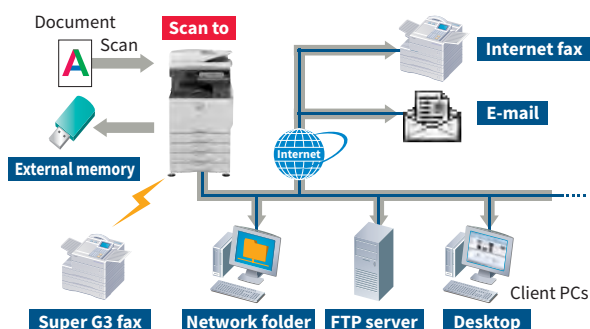 Document
Scan
A
Scan to
Internet fax
E-mail
Internet
External memory
Client PCs
Super G3 fax
Network folder
FTP server
Desktop